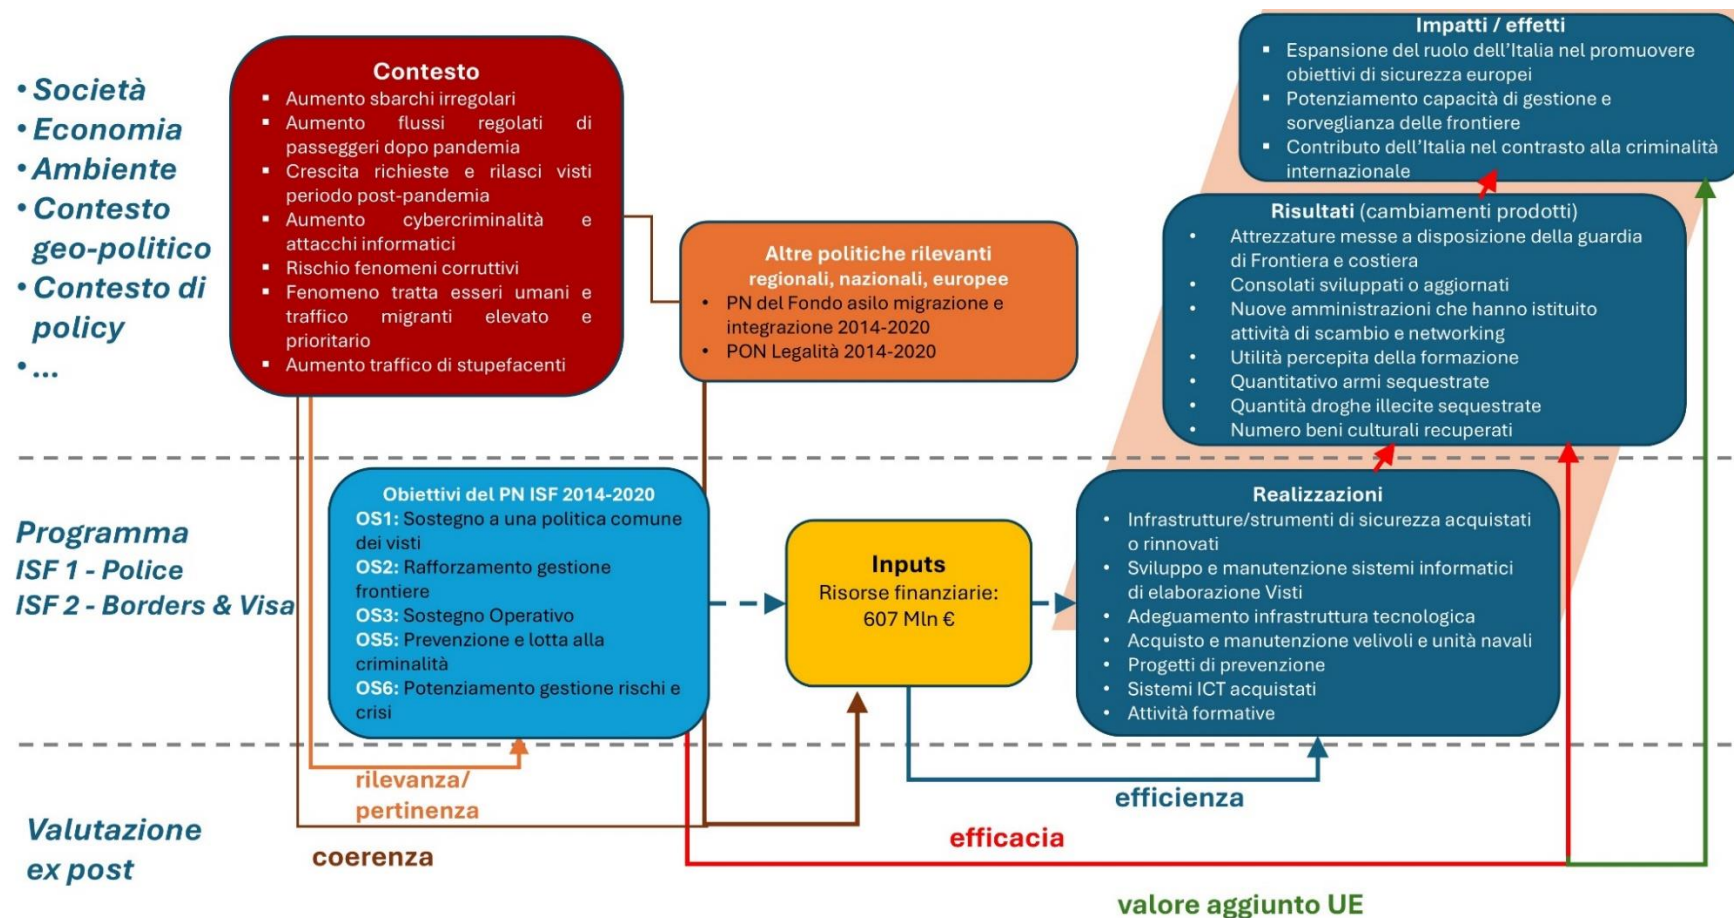 • Società
• Economia
• Ambiente
• Contesto
geo-politico
• Contesto di
policy
• ...
Contesto
▪ Aumento sbarchi irregolari
▪ Aumento flussi regolati di
passeggeri dopo pandemia
▪ Crescita richieste e rilasci visti
periodo post-pandemia
▪ Aumento cybercriminalità e
attacchi informatici
▪ Rischio fenomeni corruttivi
▪ Fenomeno tratta esseri umani e
traffico migranti elevato e
prioritario
▪ Aumento traffico di stupefacenti
Altre politiche rilevanti
regionali, nazionali, europee
• PN del Fondo asilo migrazione e
integrazione 2014-2020
• PON Legalità 2014-2020
Impatti / effetti
▪ Espansione del ruolo dell’Italia nel promuovere
obiettivi di sicurezza europei
▪ Potenziamento capacità di gestione e
sorveglianza delle frontiere
▪ Contributo dell’Italia nel contrasto alla criminalità
internazionale
Risultati (cambiamenti prodotti)
• Attrezzature messe a disposizione della guardia
di Frontiera e costiera
• Consolati sviluppati o aggiornati
• Nuove amministrazioni che hanno istituito
attività di scambio e networking
• Utilità percepita della formazione
• Quantitativo armi sequestrate
• Quantità droghe illecite sequestrate
• Numero beni culturali recuperati
Programma
ISF 1 - Police
ISF 2 - Borders & Visa
Obiettivi del PN ISF 2014-2020
OS1: Sostegno a una politica comune
dei visti
OS2: Rafforzamento gestione
frontiere
OS3: Sostegno Operativo
OS5: Prevenzione e lotta alla
criminalità
OS6: Potenziamento gestione rischi e
crisi
Inputs
Risorse finanziarie:
607 Mln €
Realizzazioni
• Infrastrutture/strumenti di sicurezza acquistati
o rinnovati
• Sviluppo e manutenzione sistemi informatici
di elaborazione Visti
• Adeguamento infrastruttura tecnologica
• Acquisto e manutenzione velivoli e unità navali
• Progetti di prevenzione
• Sistemi ICT acquistati
• Attività formative
Valutazione
ex post
rilevanza/
pertinenza
coerenza
efficienza
efficacia
valore aggiunto UE